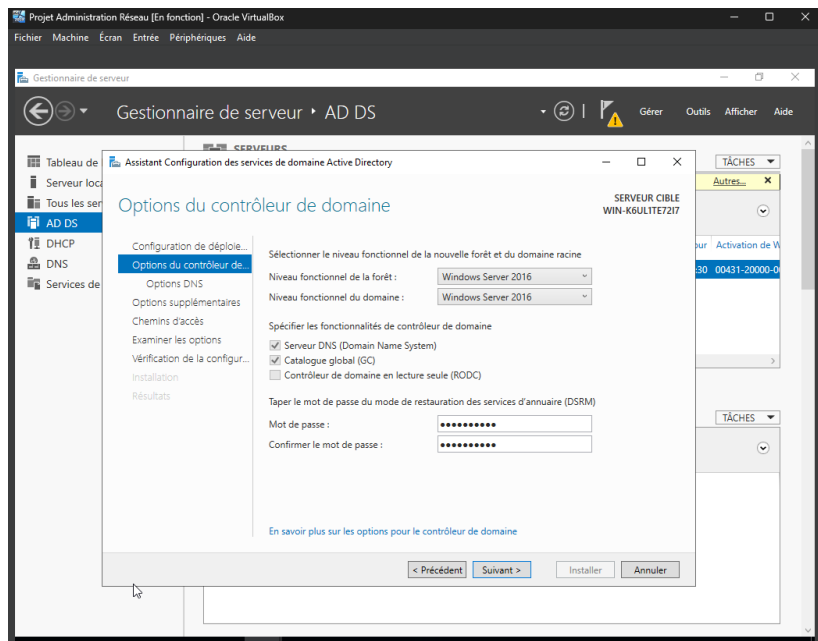 Projet Administration Réseau [En fonction] - Oracle VirtualBox
Fichier Machine Écran Entrée Périphériques Aide
Gestionnaire de serveur
Gestionnaire de serveur ‣ AD DS
Gérer Outils Afficher Aide
SERVEURS
Tableau de
Serveur loca
Tous les ser
AD DS
DHCP
DNS
Services de
TÂCHES
Autres...
Activation de W
00431-20000-0
Assistant Configuration des services de domaine Active Directory
Options du contrôleur de domaine
SERVEUR CIBLE
WIN-K6UL1TE72I7
Configuration de déploie...
Options du contrôleur de...
Options DNS
Options supplémentaires
Chemins d'accès
Examiner les options
Vérification de la configur...
Installation
Résultats
Sélectionner le niveau fonctionnel de la nouvelle forêt et du domaine racine
Niveau fonctionnel de la forêt : Windows Server 2016
Niveau fonctionnel du domaine : Windows Server 2016
Spécifier les fonctionnalités de contrôleur de domaine
Serveur DNS (Domain Name System)
Catalogue global (GC)
Contrôleur de domaine en lecture seule (RODC)
Taper le mot de passe du mode de restauration des services d'annuaire (DSRM)
Mot de passe : ••••••••••
Confirmer le mot de passe : ••••••••••
En savoir plus sur les options pour le contrôleur de domaine
< Précédent Suivant > Installer Annuler
TÂCHES